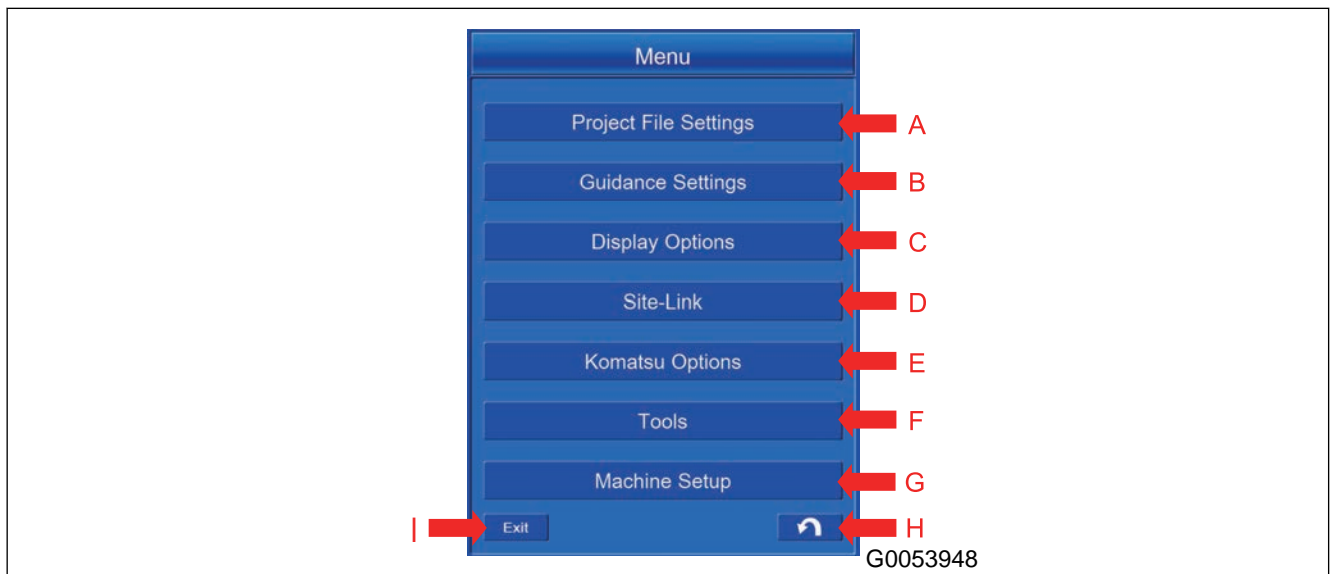 Menu
Project File Settings A
Guidance Settings B
Display Options C
Site-Link D
Komatsu Options E
Tools F
Machine Setup G
I Exit H
G0053948